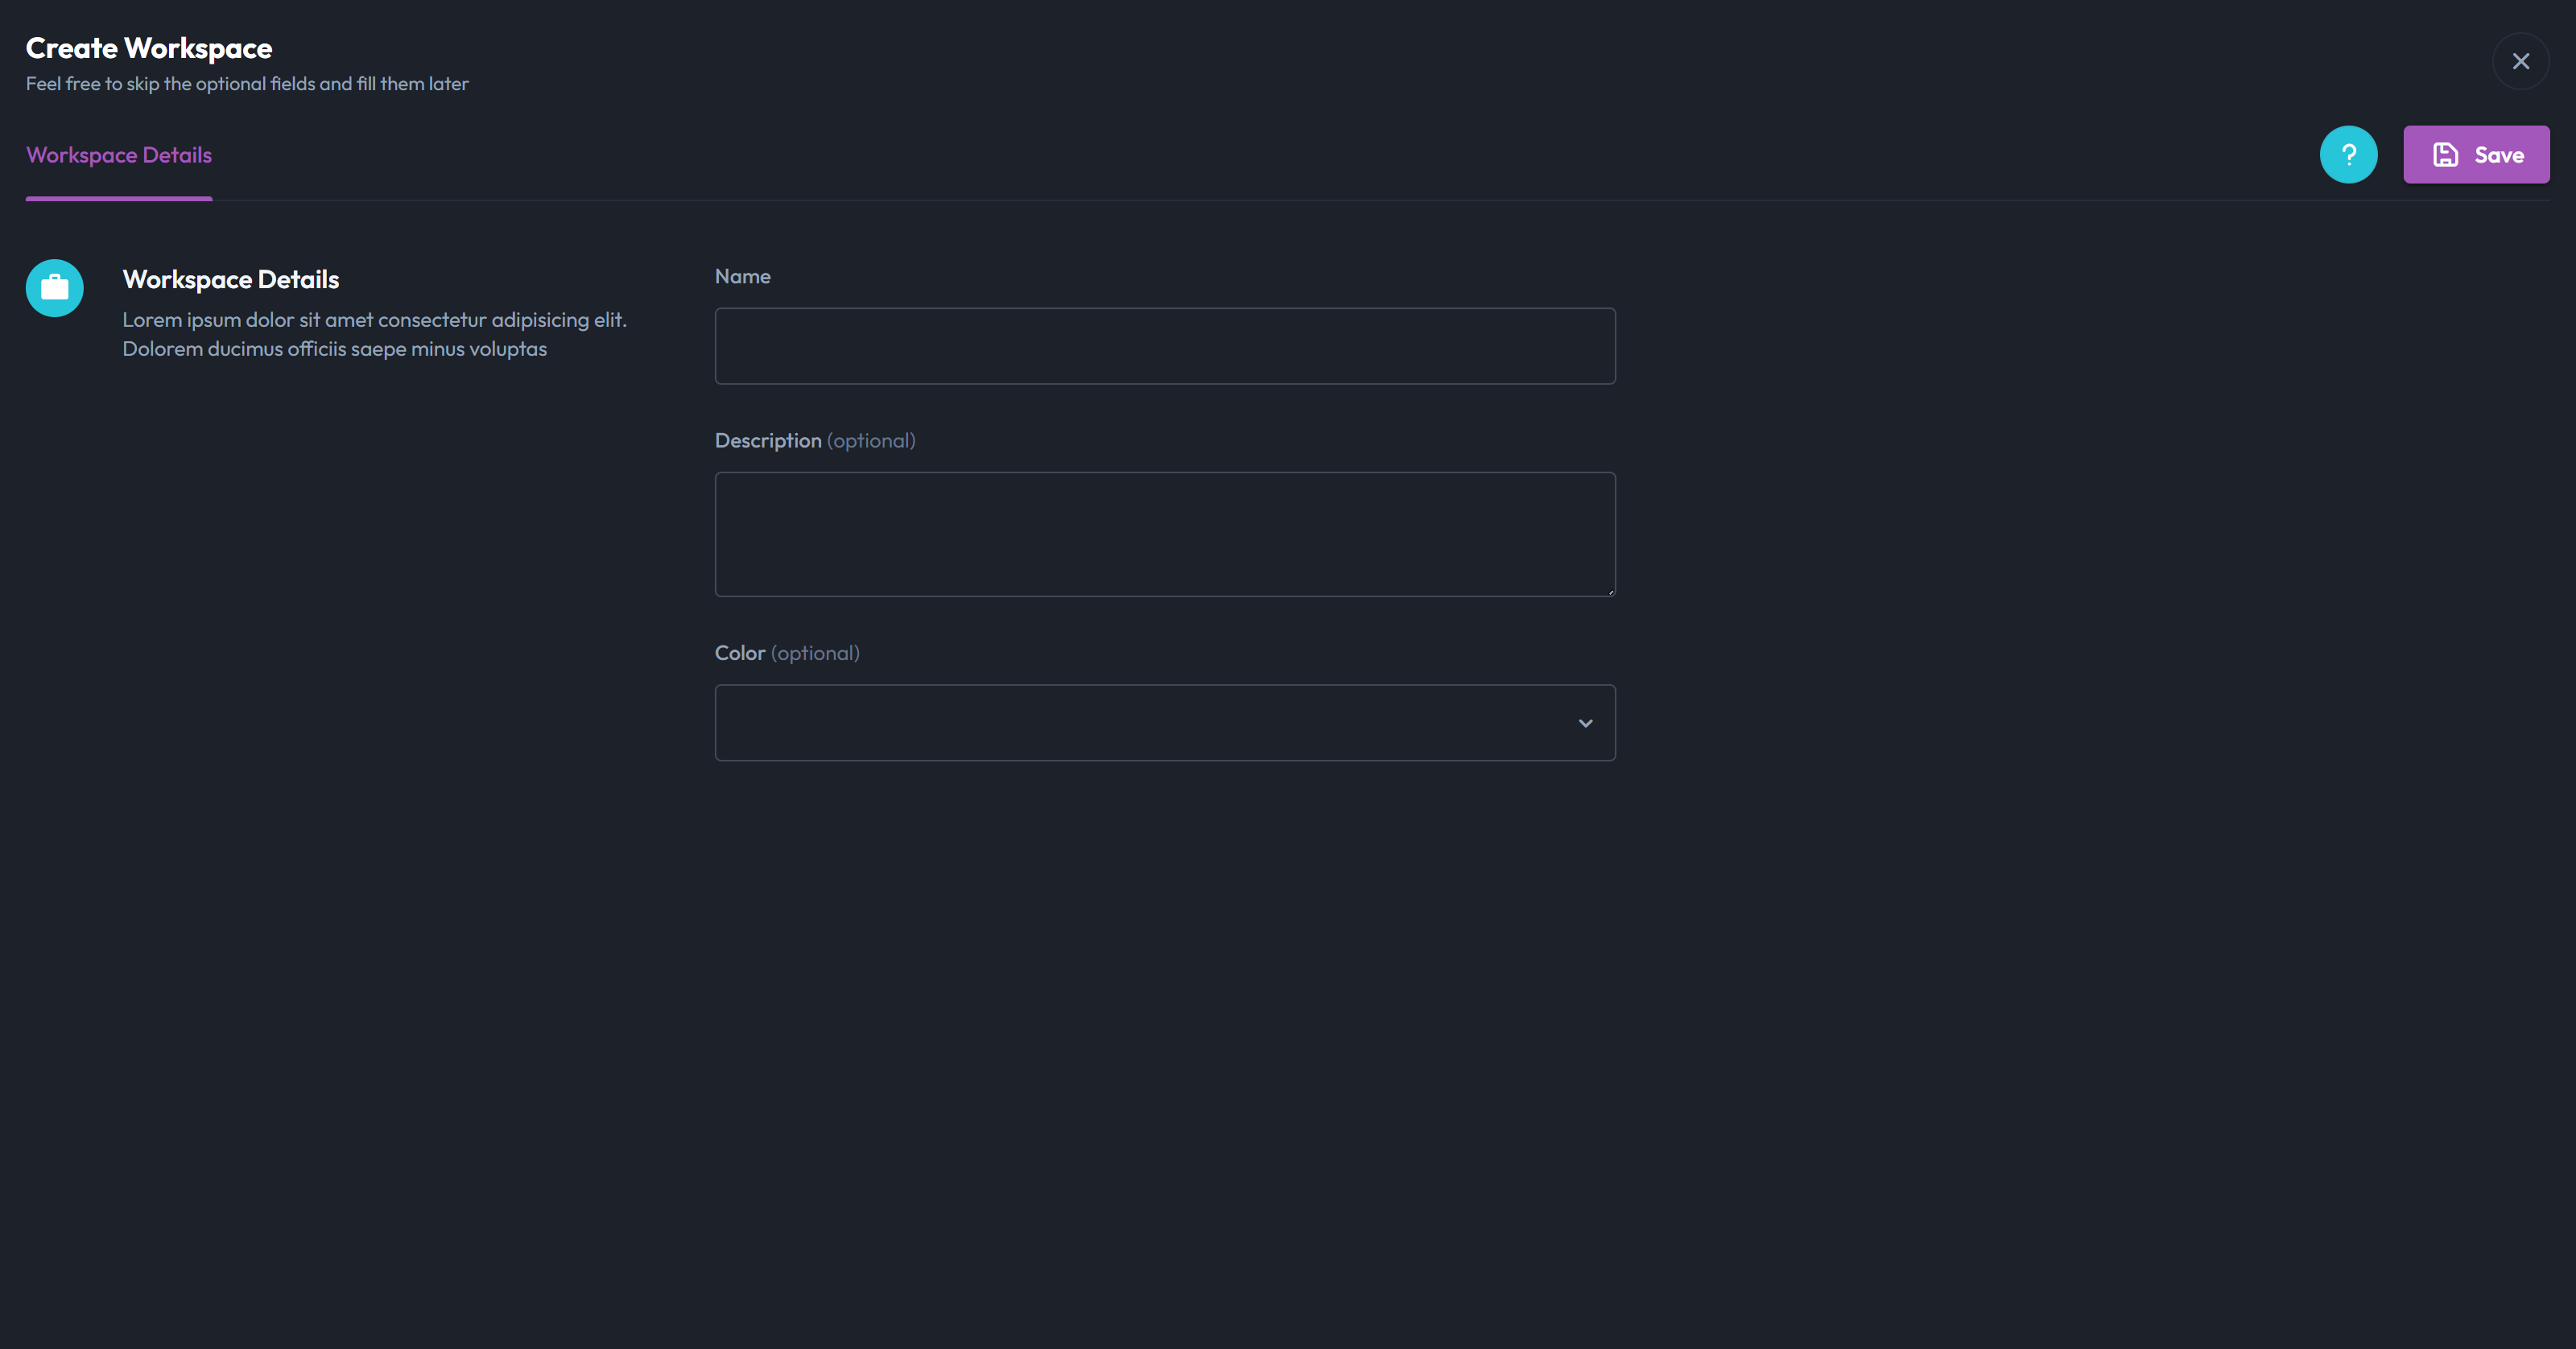 Create Workspace
Feel free to skip the optional fields and fill them later
Workspace Details
?
Save
Workspace Details
Lorem ipsum dolor sit amet consectetur adipisicing elit.
Dolorem ducimus officiis saepe minus voluptas
Name
Description (optional)
Color (optional)